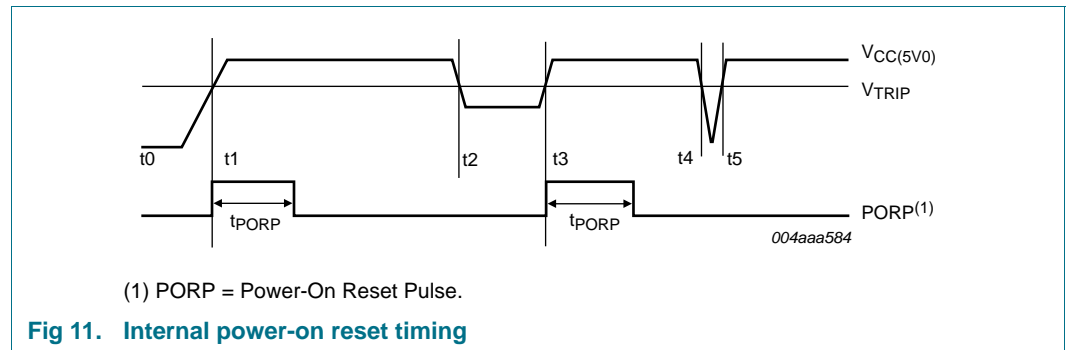 VCC(5V0)
VTRIP
t0 t1 t2 t3 t4 t5
tPORP tPORP PORP(1)
004aaa584
(1) PORP = Power-On Reset Pulse.
Fig 11. Internal power-on reset timing